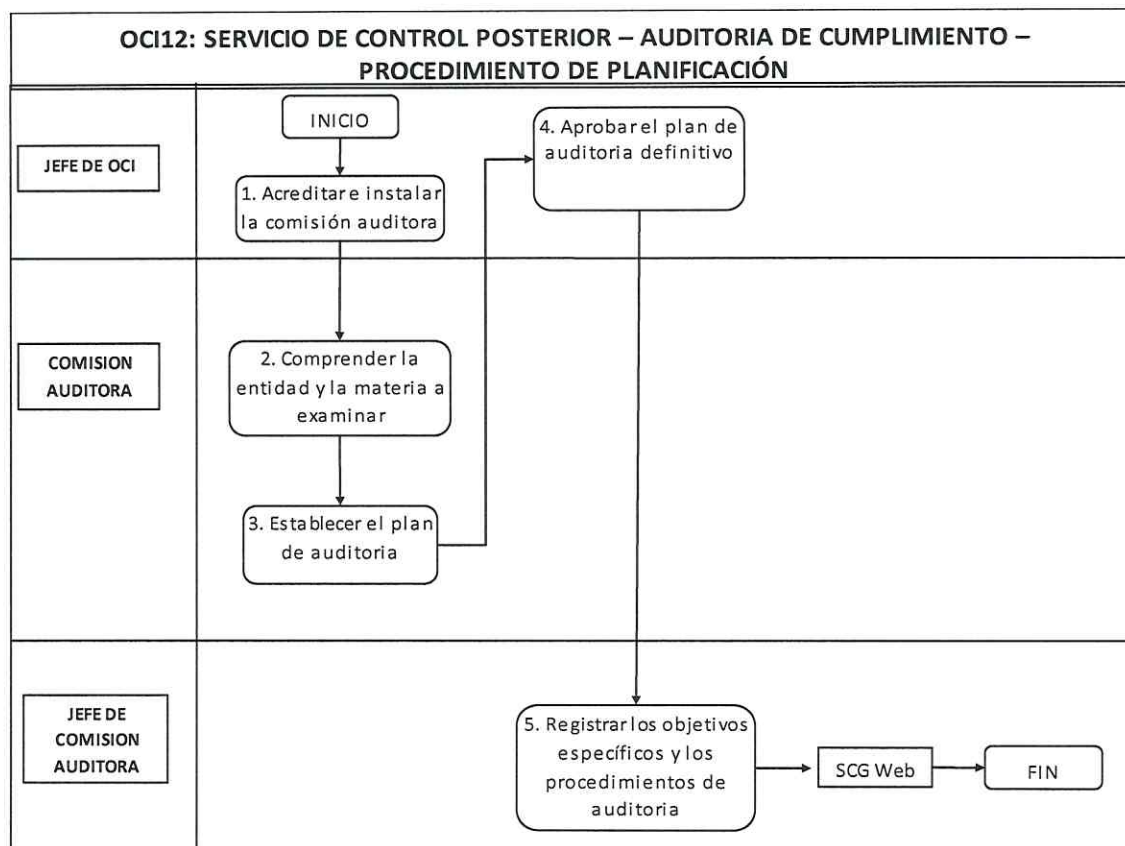 OCI12: SERVICIO DE CONTROL POSTERIOR – AUDITORIA DE CUMPLIMIENTO –
PROCEDIMIENTO DE PLANIFICACIÓN
JEFE DE OCI
INICIO
1. Acreditar e instalar
la comisión auditora
4. Aprobar el plan de
auditoria definitivo
COMISION
AUDITORA
2. Comprender la
entidad y la materia a
examinar
3. Establecer el plan
de auditoria
JEFE DE
COMISION
AUDITORA
5. Registrar los objetivos
específicos y los
procedimientos de
auditoria
SCG Web
FIN